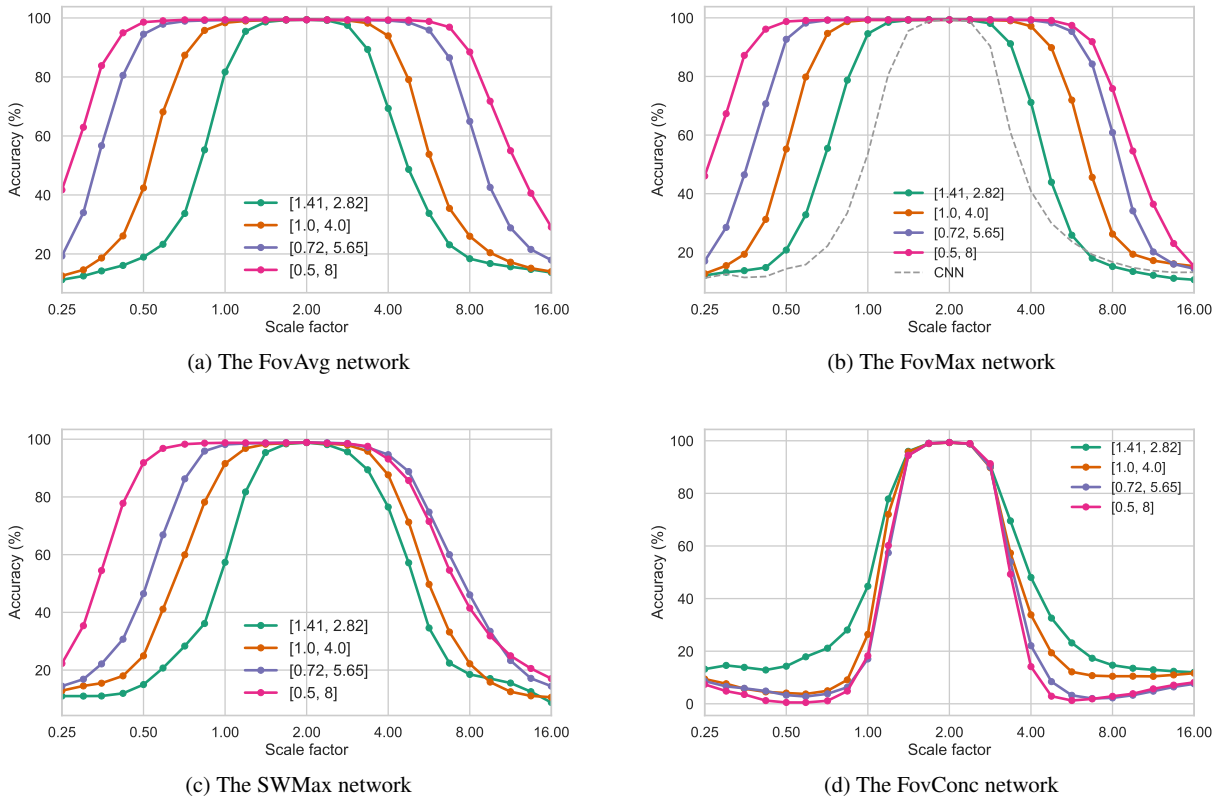 100
80
60
40
20
Accuracy (%)
[1.41, 2.82]
[1.0, 4.0]
[0.72, 5.65]
[0.5, 8]
0.25 0.50 1.00 2.00 4.00 8.00 16.00
Scale factor
(a) The FovAvg network
100
80
60
40
20
Accuracy (%)
[1.41, 2.82]
[1.0, 4.0]
[0.72, 5.65]
[0.5, 8]
CNN
0.25 0.50 1.00 2.00 4.00 8.00 16.00
Scale factor
(b) The FovMax network
100
80
60
40
20
Accuracy (%)
[1.41, 2.82]
[1.0, 4.0]
[0.72, 5.65]
[0.5, 8]
0.25 0.50 1.00 2.00 4.00 8.00 16.00
Scale factor
(c) The SWMax network
100
80
60
40
20
0
Accuracy (%)
[1.41, 2.82]
[1.0, 4.0]
[0.72, 5.65]
[0.5, 8]
0.25 0.50 1.00 2.00 4.00 8.00 16.00
Scale factor
(d) The FovConc network